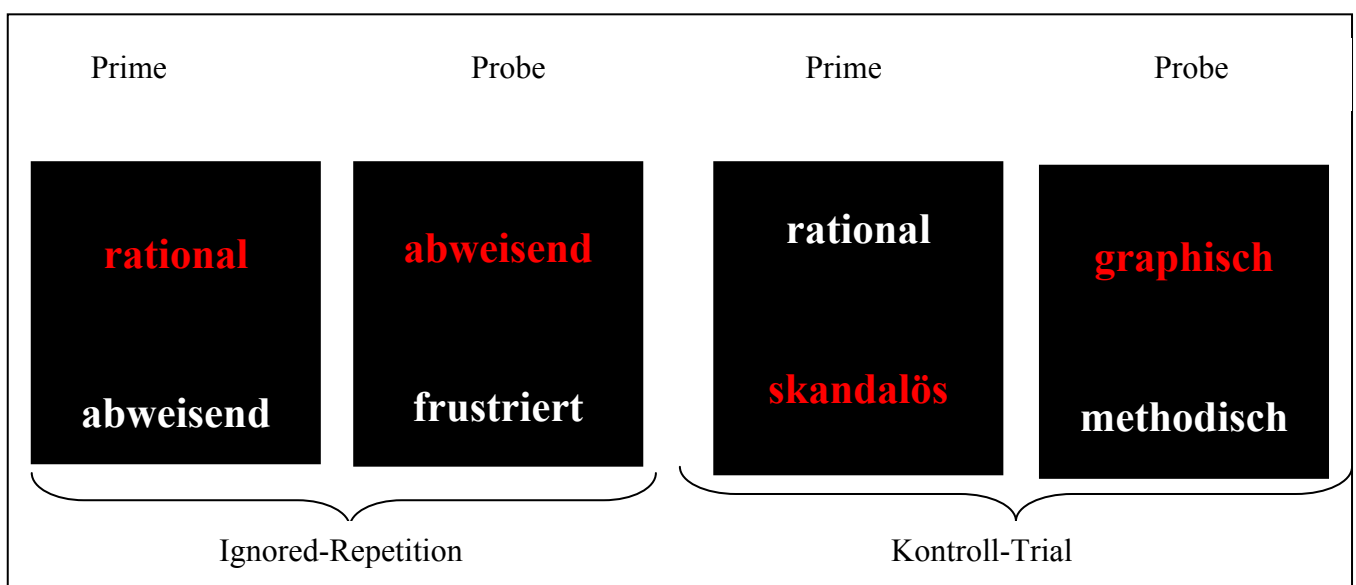 Prime Probe Prime Probe
rational abweisend rational graphisch
abweisend frustriert skandalös methodisch
Ignored-Repetition Kontroll-Trial